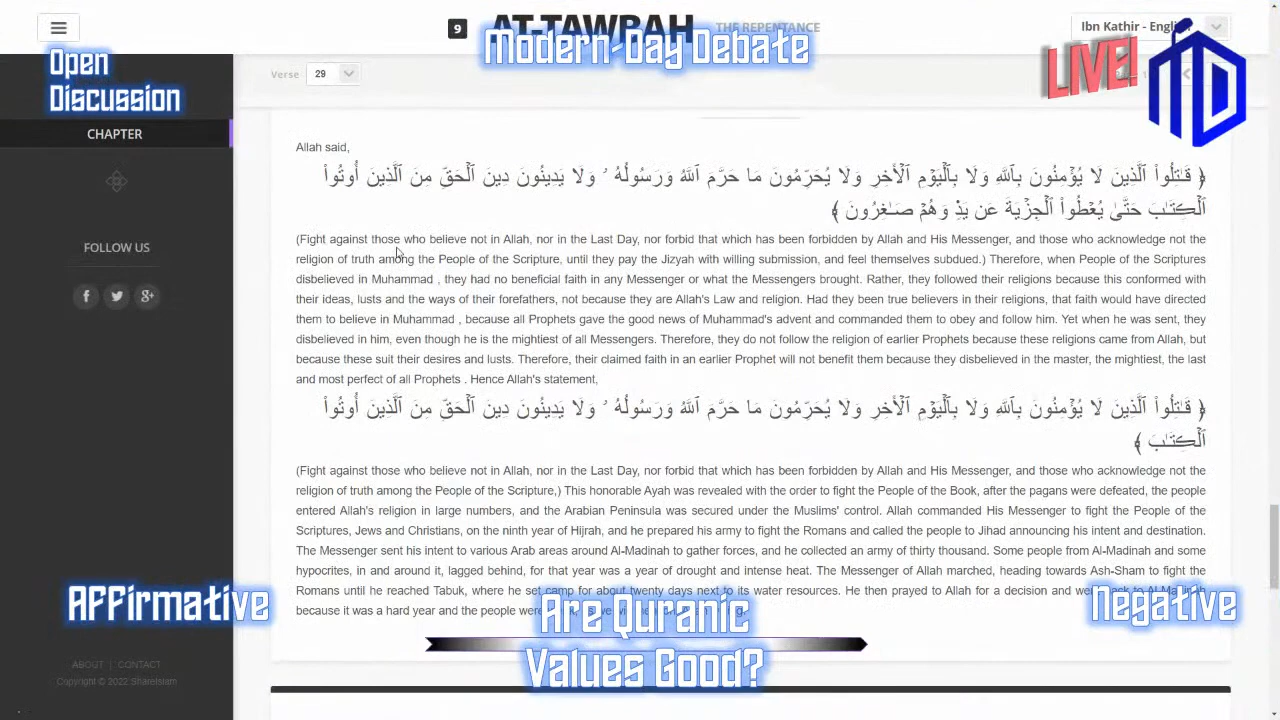 9 AT-TAWBAH THE REPENTANCE
Ibn Kathir - English
Modern-Day Debate
LIVE!
Open
Discussion
Verse 29
CHAPTER
FOLLOW US
Allah said,
﴿ قَـٰتِلُوا۟ ٱلَّذِينَ لَا يُؤْمِنُونَ بِٱللَّهِ وَلَا بِٱلْيَوْمِ ٱلْأَخِرِ وَلَا يُحَرِّمُونَ مَا حَرَّمَ ٱللَّهُ وَرَسُولُهُۥ وَلَا يَدِينُونَ دِينَ ٱلْحَقِّ مِنَ ٱلَّذِينَ أُوتُوا۟
ٱلْكِتَـٰبَ حَتَّىٰ يُعْطُوا۟ ٱلْجِزْيَةَ عَن يَدٍ وَهُمْ صَـٰغِرُونَ ﴾
(Fight against those who believe not in Allah, nor in the Last Day, nor forbid that which has been forbidden by Allah and His Messenger, and those who acknowledge not the
religion of truth among the People of the Scripture, until they pay the Jizyah with willing submission, and feel themselves subdued.) Therefore, when People of the Scriptures
disbelieved in Muhammad , they had no beneficial faith in any Messenger or what the Messengers brought. Rather, they followed their religions because this conformed with
their ideas, lusts and the ways of their forefathers, not because they are Allah's Law and religion. Had they been true believers in their religions, that faith would have directed
them to believe in Muhammad , because all Prophets gave the good news of Muhammad's advent and commanded them to obey and follow him. Yet when he was sent, they
disbelieved in him, even though he is the mightiest of all Messengers. Therefore, they do not follow the religion of earlier Prophets because these religions came from Allah, but
because these suit their desires and lusts. Therefore, their claimed faith in an earlier Prophet will not benefit them because they disbelieved in the master, the mightiest, the last
and most perfect of all Prophets . Hence Allah's statement,
﴿ قَـٰتِلُوا۟ ٱلَّذِينَ لَا يُؤْمِنُونَ بِٱللَّهِ وَلَا بِٱلْيَوْمِ ٱلْأَخِرِ وَلَا يُحَرِّمُونَ مَا حَرَّمَ ٱللَّهُ وَرَسُولُهُۥ وَلَا يَدِينُونَ دِينَ ٱلْحَقِّ مِنَ ٱلَّذِينَ أُوتُوا۟
ٱلْكِتَـٰبَ ﴾
(Fight against those who believe not in Allah, nor in the Last Day, nor forbid that which has been forbidden by Allah and His Messenger, and those who acknowledge not the
religion of truth among the People of the Scripture,) This honorable Ayah was revealed with the order to fight the People of the Book, after the pagans were defeated, the people
entered Allah's religion in large numbers, and the Arabian Peninsula was secured under the Muslims' control. Allah commanded His Messenger to fight the People of the
Scriptures, Jews and Christians, on the ninth year of Hijrah, and he prepared his army to fight the Romans and called the people to Jihad announcing his intent and destination.
The Messenger sent his intent to various Arab areas around Al-Madinah to gather forces, and he collected an army of thirty thousand. Some people from Al-Madinah and some
hypocrites, in and around it, lagged behind, for that year was a year of drought and intense heat. The Messenger of Allah marched, heading towards Ash-Sham to fight the
Romans until he reached Tabuk, where he set camp for about twenty days next to its water resources. He then prayed to Allah for a decision and went back to Al-Madinah
because it was a hard year and the people were
Affirmative
Are Quranic
Values Good?
Negative
ABOUT | CONTACT
Copyright © 2022 ShareIslam